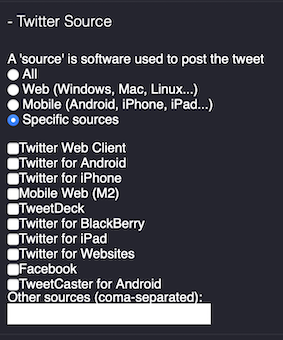 - Twitter Source
A 'source' is software used to post the tweet
All
Web (Windows, Mac, Linux...)
Mobile (Android, iPhone, iPad...)
Specific sources
Twitter Web Client
Twitter for Android
Twitter for iPhone
Mobile Web (M2)
TweetDeck
Twitter for BlackBerry
Twitter for iPad
Twitter for Websites
Facebook
TweetCaster for Android
Other sources (coma-separated):